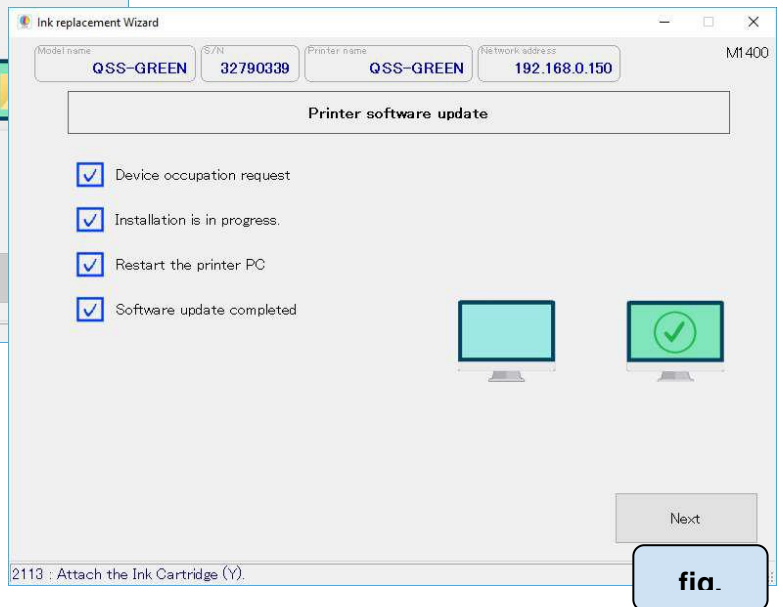 Ink replacement Wizard
Model name S/N Printer name Network address M1400
QSS-GREEN 32790339 QSS-GREEN 192.168.0.150
Printer software update
Device occupation request
Installation is in progress.
Restart the printer PC
Software update completed
Next
2113 : Attach the Ink Cartridge (Y).
fig.